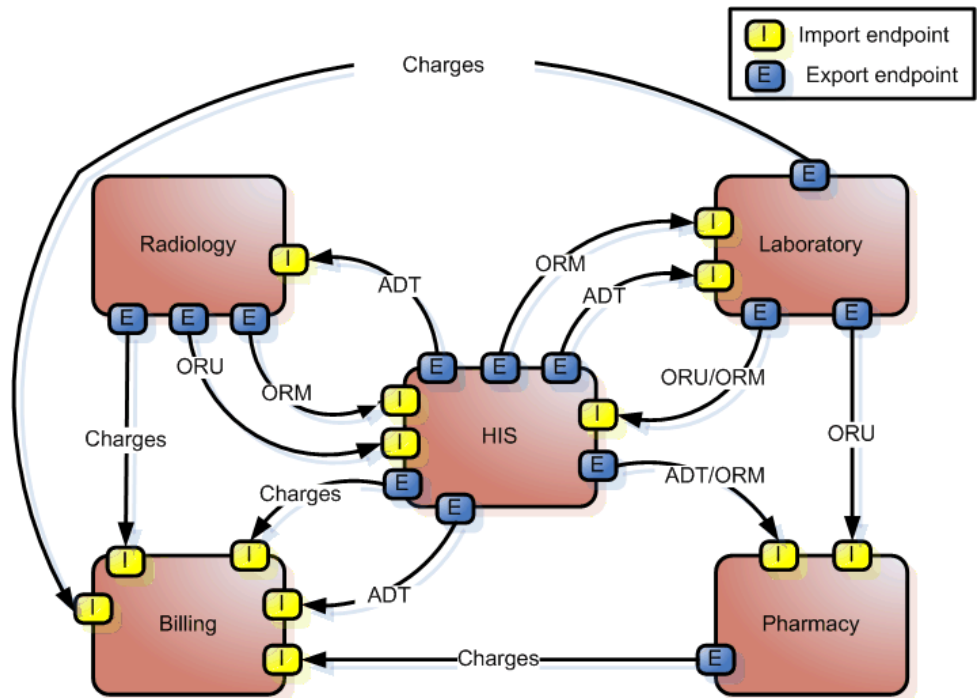 I Import endpoint
E Export endpoint
Charges
E
Radiology
I
Laboratory
I
ORM
I
I
ADT
ADT
E
E
E
E
E
ORU
ORM
E
E
E
ORU/ORM
I
I
HIS
I
Charges
ORU
E
E
ADT/ORM
Charges
E
I
I
I
I
ADT
I
I
Billing
Pharmacy
I
Charges
E